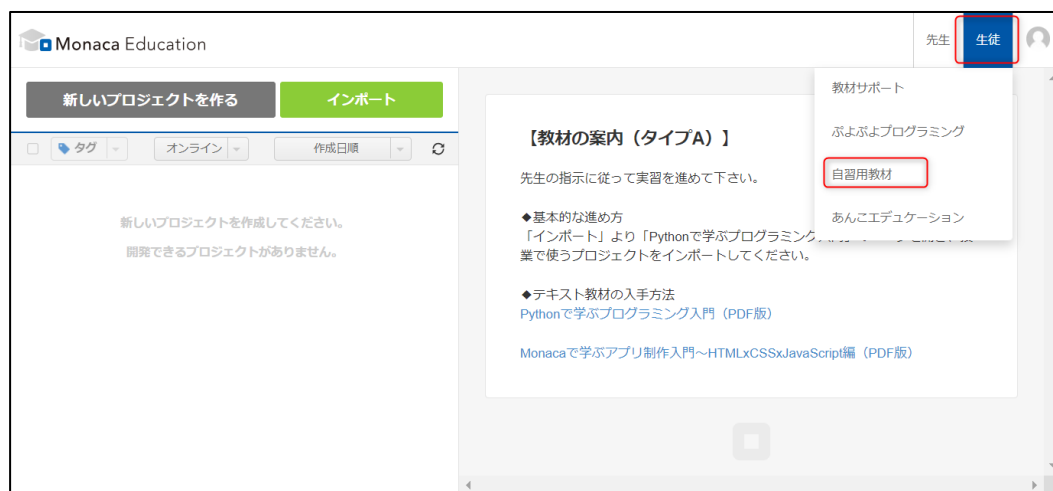 Monaca Education
先生
生徒
教材サポート
ぷよぷよプログラミング
自習用教材
あんこエデュケーション
新しいプロジェクトを作る
インポート
タグ
オンライン
作成日順
新しいプロジェクトを作成してください。
開発できるプロジェクトがありません。
【教材の案内（タイプA）】
先生の指示に従って実習を進めて下さい。
◆基本的な進め方
「インポート」より「Pythonで学ぶプログラミング
業で使うプロジェクトをインポートしてください。
◆テキスト教材の入手方法
Pythonで学ぶプログラミング入門（PDF版）
Monacaで学ぶアプリ制作入門～HTMLxCSSxJavaScript編（PDF版）